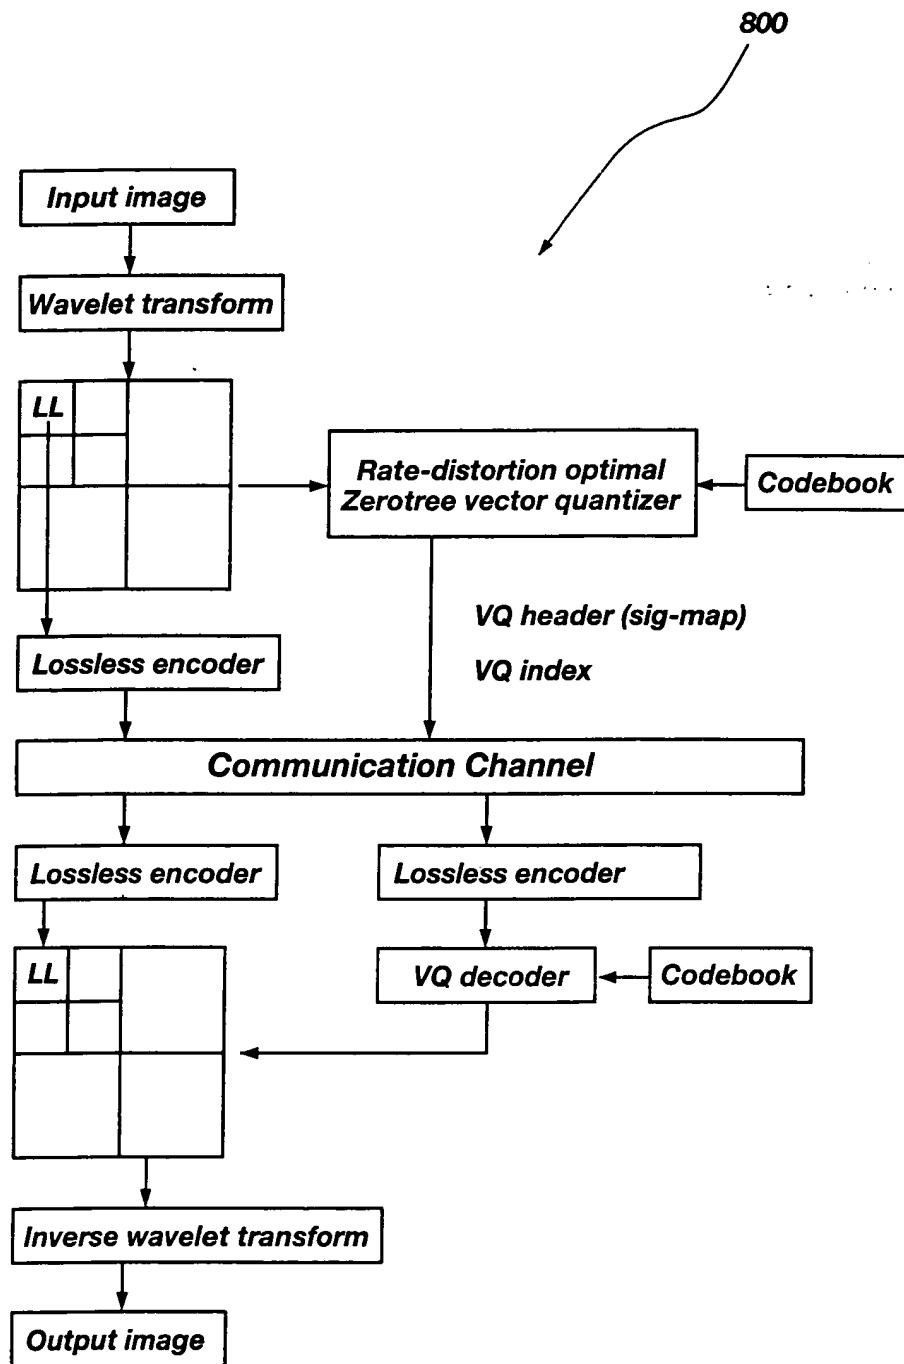 800
Input image
Wavelet transform
LL
Rate-distortion optimal
Zerotree vector quantizer
Codebook
VQ header (sig-map)
VQ index
Lossless encoder
Communication Channel
Lossless encoder
Lossless encoder
LL
VQ decoder
Codebook
Inverse wavelet transform
Output image